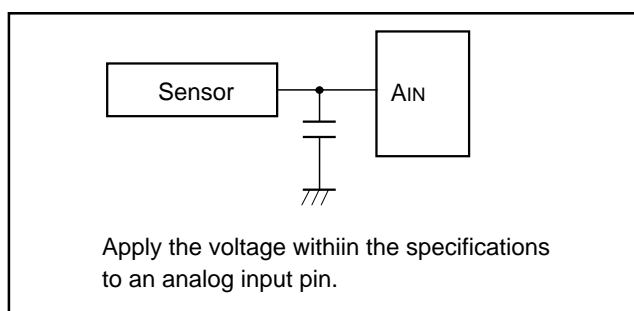 Sensor AIN
Apply the voltage withiin the specifications
to an analog input pin.